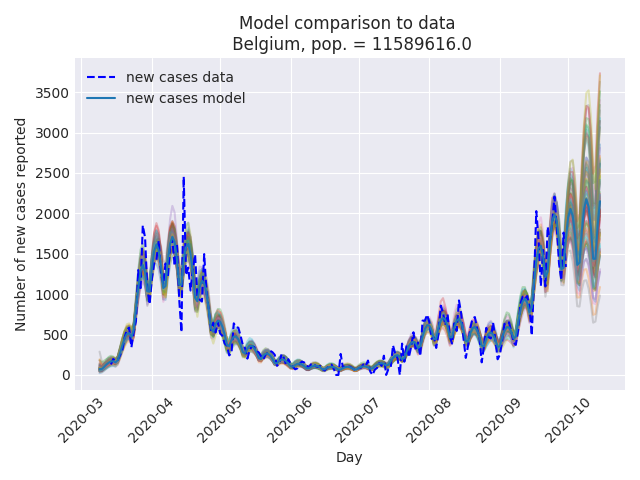 Model comparison to data
Belgium, pop. = 11589616.0
new cases data
new cases model
Number of new cases reported
3500
3000
2500
2000
1500
1000
500
0
2020-03
2020-04
2020-05
2020-06
2020-07
2020-08
2020-09
2020-10
Day